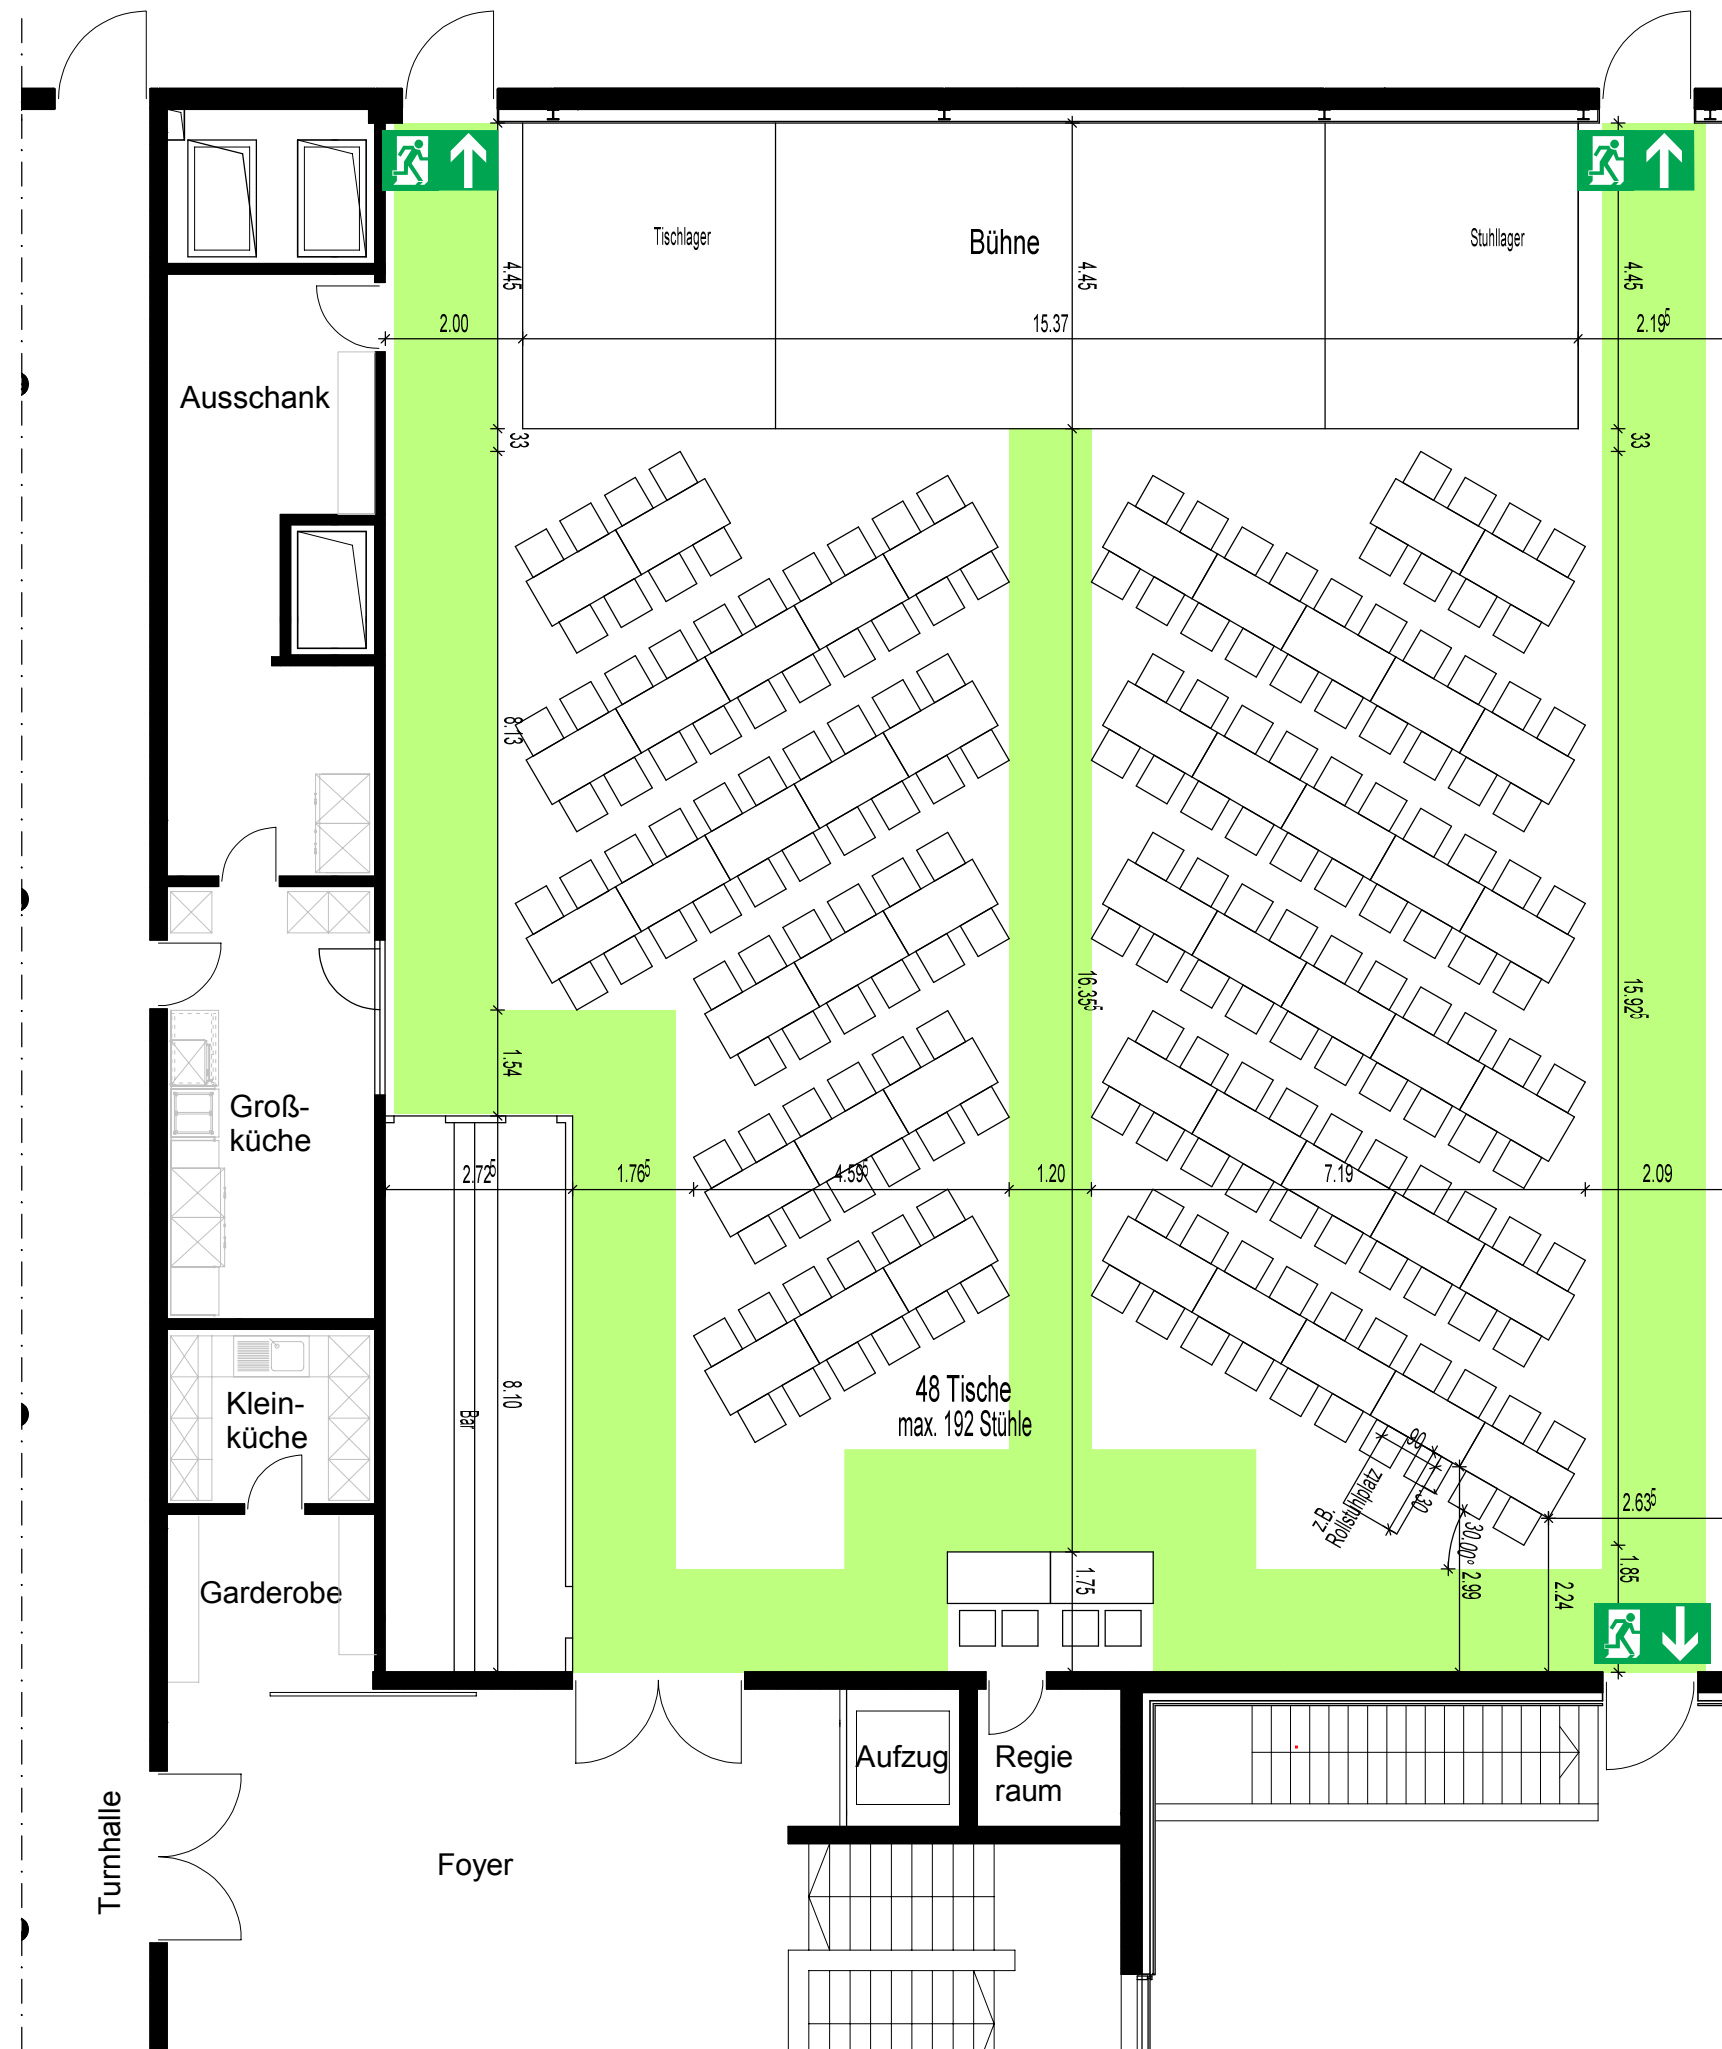 Tischlager
Bühne
Stuhllager
4.45
4.45
4.45
2.00
15.37
2.19⁵
Ausschank
33
33
8.13
16.35⁵
15.92⁵
1.54
Groß-
küche
2.72⁵
1.76⁵
4.59⁵
1.20
7.19
2.09
8.10
Bar
48 Tische
max. 192 Stühle
Klein-
küche
90
1.30
z.B.
Rollstuhlplatz
30.00°
2.99
2.63⁵
1.85
2.24
1.75
Garderobe
Aufzug
Regie
raum
Turnhalle
Foyer